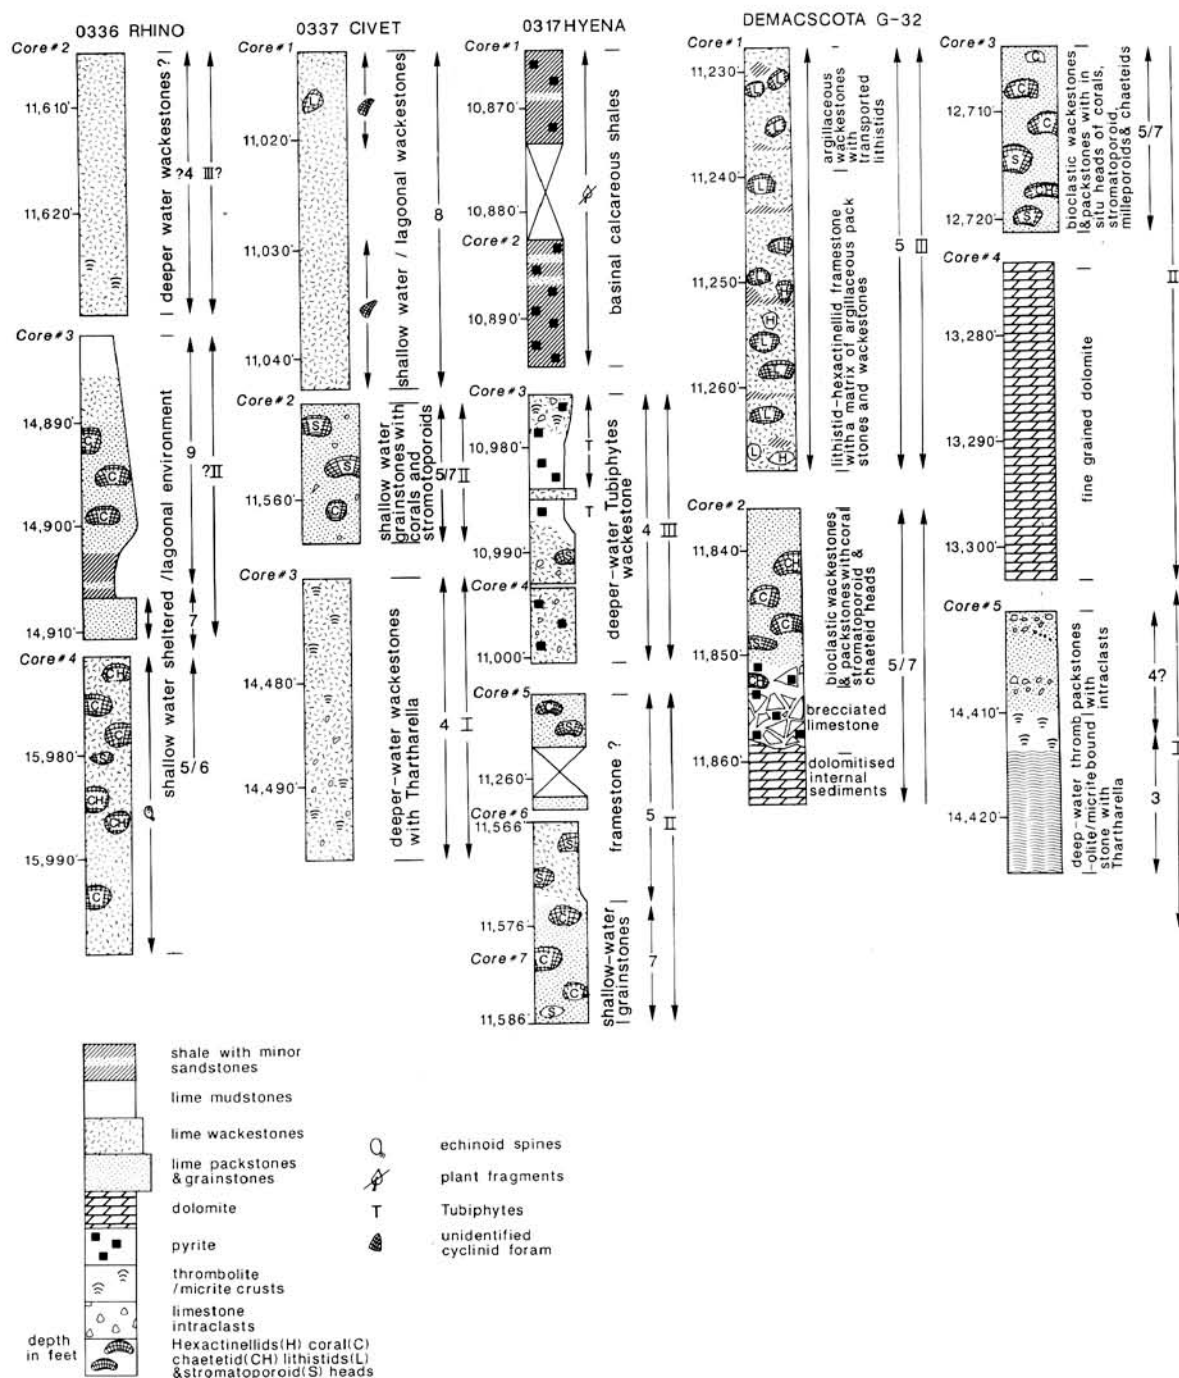 0336 RHINO
Core#2
11,610'
11,620'
deeper water wackestones?
?4
III?
Core#3
14,890'
14,900'
14,910'
9
?II
7
Core#4
15,980'
15,990'
shallow water sheltered/lagoonal environment
5/6
C
C
C
CH
C
C
S
CH
CH
C
0337 CIVET
Core#1
11,020'
11,030'
11,040'
L
shallow water / lagoonal wackestones
8
Core#2
11,560'
S
S
C
shallow water
grainstones with
corals and
stromotoporoids
5/7
II
Core#3
14,480'
14,490'
deeper-water wackestones
with Thartharella
4
I
0317 HYENA
Core#1
10,870'
10,880'
Core#2
10,890'
basinal calcareous shales
Core#3
10,980'
10,990'
Core#4
11,000'
T
T
S
deeper-water Tubiphytes
wackestone
4
III
Core#5
11,260'
Core#6
11,566'
11,576'
Core#7
11,586'
C
S
S
S
C
C
C
S
framestone ?
5
II
shallow-water
grainstones
7
DEMACSCOTA G-32
Core#1
11,230'
11,240'
11,250'
11,260'
L
L
L
L
L
L
H
H
L
L
L
L
H
argillaceous
wackestones
with
transported
lithistids
lithistid-hexactinellid framestone
with a matrix of argillaceous pack
stones and wackestones
5
III
Core#2
11,840'
11,850'
11,860'
CH
C
C
S
CH
bioclastic wackestones
& packstones with coral
stromatoporoid &
chaeteid heads
brecciated
limestone
dolomitised
internal
sediments
5/7
Core#3
12,710'
12,720'
C
C
C
S
CH
S
bioclastic wackestones
& packstones with in
situ heads of corals,
stromatoporoid,
milleporoids & chaeteids
5/7
II
Core#4
13,280'
13,290'
13,300'
fine grained dolomite
Core#5
14,410'
14,420'
deep-water thromb
-olite/micritebound
stone with
Thartharella
packstones
with
intraclasts
4?
3
I
shale with minor
sandstones
lime mudstones
lime wackestones
lime packstones
& grainstones
dolomite
pyrite
thrombolite
/micrite crusts
limestone
intraclasts
depth
in feet
Hexactinellids(H) coral(C)
chaetetid(CH) lithistids(L)
&stromatoporoid(S) heads
echinoid spines
plant fragments
T
Tubiphytes
unidentified
cyclinid foram